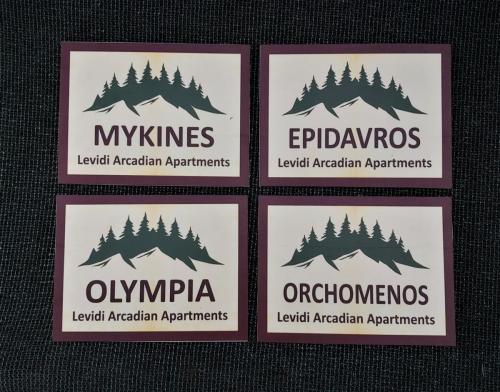 MYKINES
Levidi Arcadian Apartments
EPIDAVROS
Levidi Arcadian Apartments
OLYMPIA
Levidi Arcadian Apartments
ORCHOMENOS
Levidi Arcadian Apartments